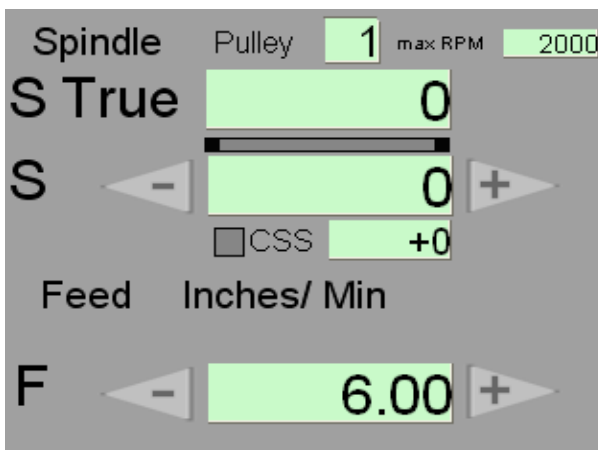 Spindle Pulley 1 max RPM 2000
S True 0
S - 0 +
CSS +0
Feed Inches/ Min
F - 6.00 +